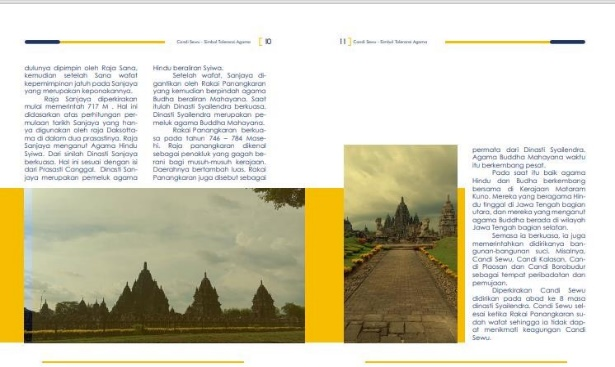 Candi Sewu - Simbol Toleransi Agama [ 10
dulunya dipimpin oleh Raja Sana,
kemudian setelah Sana wafat
kepemimpinan jatuh pada Sanjaya
yang merupakan keponakannya.
Raja Sanjaya diperkirakan
mulai memerintah 717 M . Hal ini
didasarkan atas perhitungan per-
mulaan tarikh Sanjaya yang han-
ya digunakan oleh raja Daksotta-
ma di dalam dua prasastinya. Raja
Sanjaya menganut Agama Hindu
Syiwa. Dari sinilah Dinasti Sanjaya
berkuasa. Hal ini sesuai dengan isi
dari Prasasti Canggal. Dinasti San-
jaya merupakan pemeluk agama
Hindu beraliran Syiwa.
Setelah wafat, Sanjaya di-
gantikan oleh Rakai Panangkaran
yang kemudian berpindah agama
Budha beraliran Mahayana. Saat
itulah Dinasti Syailendra berkuasa.
Dinasti Syailendra merupakan pe-
meluk agama Buddha Mahayana.
Rakai Panangkaran berkua-
sa pada tahun 746 – 784 Mase-
hi. Raja panangkaran dikenal
sebagai penakluk yang gagah be-
rani bagi musuh-musuh kerajaan.
Daerahnya bertambah luas. Rakai
Panangkaran juga disebut sebagai
11 ] Candi Sewu - Simbol Toleransi Agama
permata dari Dinasti Syailendra.
Agama Buddha Mahayana waktu
itu berkembang pesat.
Pada saat itu baik agama
Hindu dan Budha berkembang
bersama di Kerajaan Mataram
Kuno. Mereka yang beragama Hin-
du tinggal di Jawa Tengah bagian
utara, dan mereka yang menganut
agama Buddha berada di wilayah
Jawa Tengah bagian selatan.
Semasa ia berkuasa, ia juga
memerintahkan didirikanya ban-
gunan-bangunan suci. Misalnya,
Candi Sewu, Candi Kalasan, Can-
di Plaosan dan Candi Borobudur
sebagai tempat peribadatan dan
pemujaan.
Diperkirakan Candi Sewu
didirikan pada abad ke 8 masa
dinasti Syailendra. Candi Sewu sel-
esai ketika Rakai Panangkaran su-
dah wafat sehingga ia tidak dap-
at menikmati keagungan Candi
Sewu.